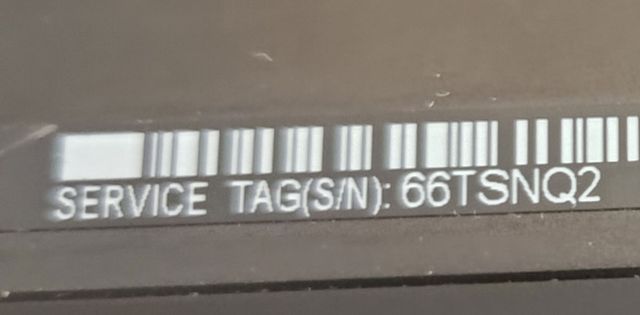 SERVICE TAG(S/N): 66TSNQ2